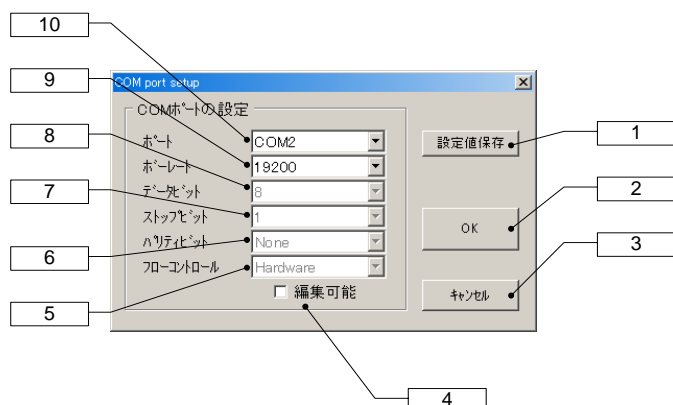 10
COM port setup
9
COMﾎﾟｰﾄの設定
8
ﾎﾟｰﾄ
COM2
設定値保存
1
ﾎﾞｰﾚｰﾄ
19200
7
ﾃﾞｰﾀﾋﾞｯﾄ
8
2
ｽﾄｯﾌﾟﾋﾞｯﾄ
1
OK
6
ﾊﾟﾘﾃｨﾋﾞｯﾄ
None
3
ﾌﾛｰｺﾝﾄﾛｰﾙ
Hardware
5
編集可能
ｷｬﾝｾﾙ
4